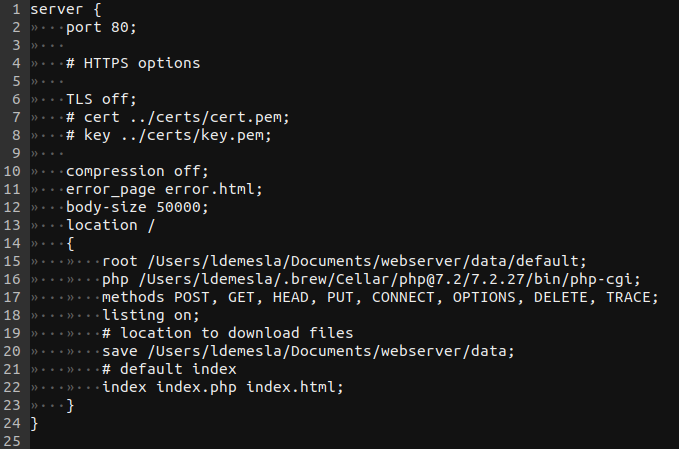 1 server {
2 port 80;
3
4 # HTTPS options
5
6 TLS off;
7 # cert ../certs/cert.pem;
8 # key ../certs/key.pem;
9
10 compression off;
11 error_page error.html;
12 body-size 50000;
13 location /
14 {
15 root /Users/ldemesla/Documents/webserver/data/default;
16 php /Users/ldemesla/.brew/Cellar/php@7.2/7.2.27/bin/php-cgi;
17 methods POST, GET, HEAD, PUT, CONNECT, OPTIONS, DELETE, TRACE;
18 listing on;
19 # location to download files
20 save /Users/ldemesla/Documents/webserver/data;
21 # default index
22 index index.php index.html;
23 }
24 }
25